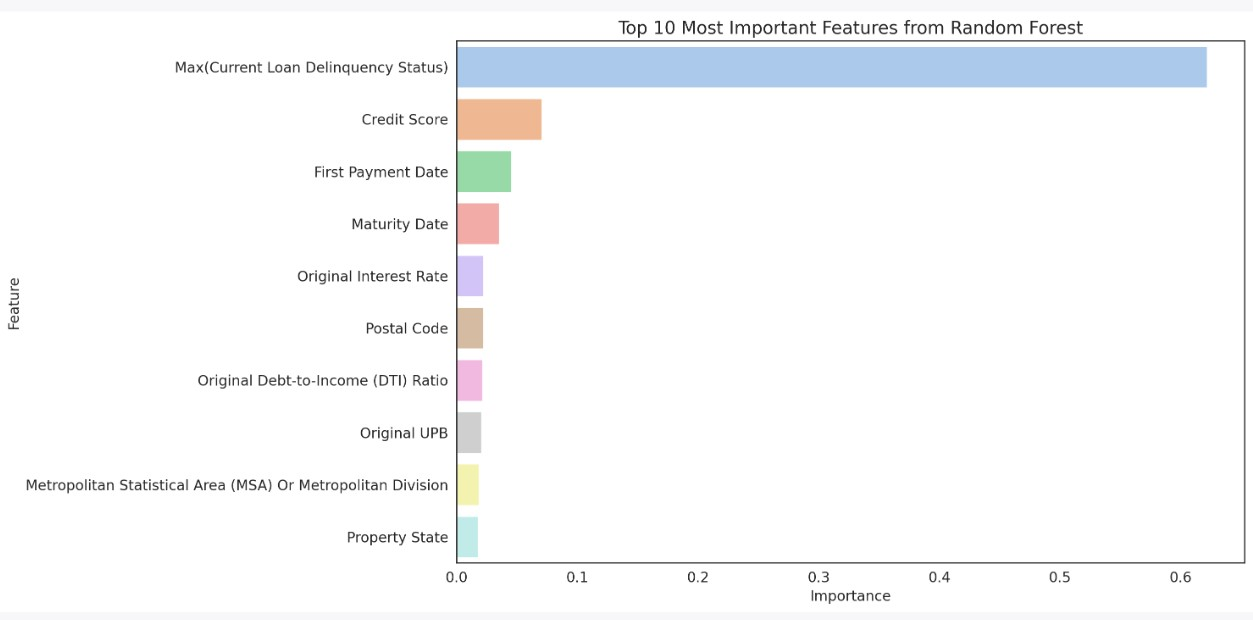 Top 10 Most Important Features from Random Forest
Max(Current Loan Delinquency Status)
Credit Score
First Payment Date
Maturity Date
Original Interest Rate
Postal Code
Original Debt-to-Income (DTI) Ratio
Original UPB
Metropolitan Statistical Area (MSA) Or Metropolitan Division
Property State
Feature
0.0 0.1 0.2 0.3 0.4 0.5 0.6
Importance